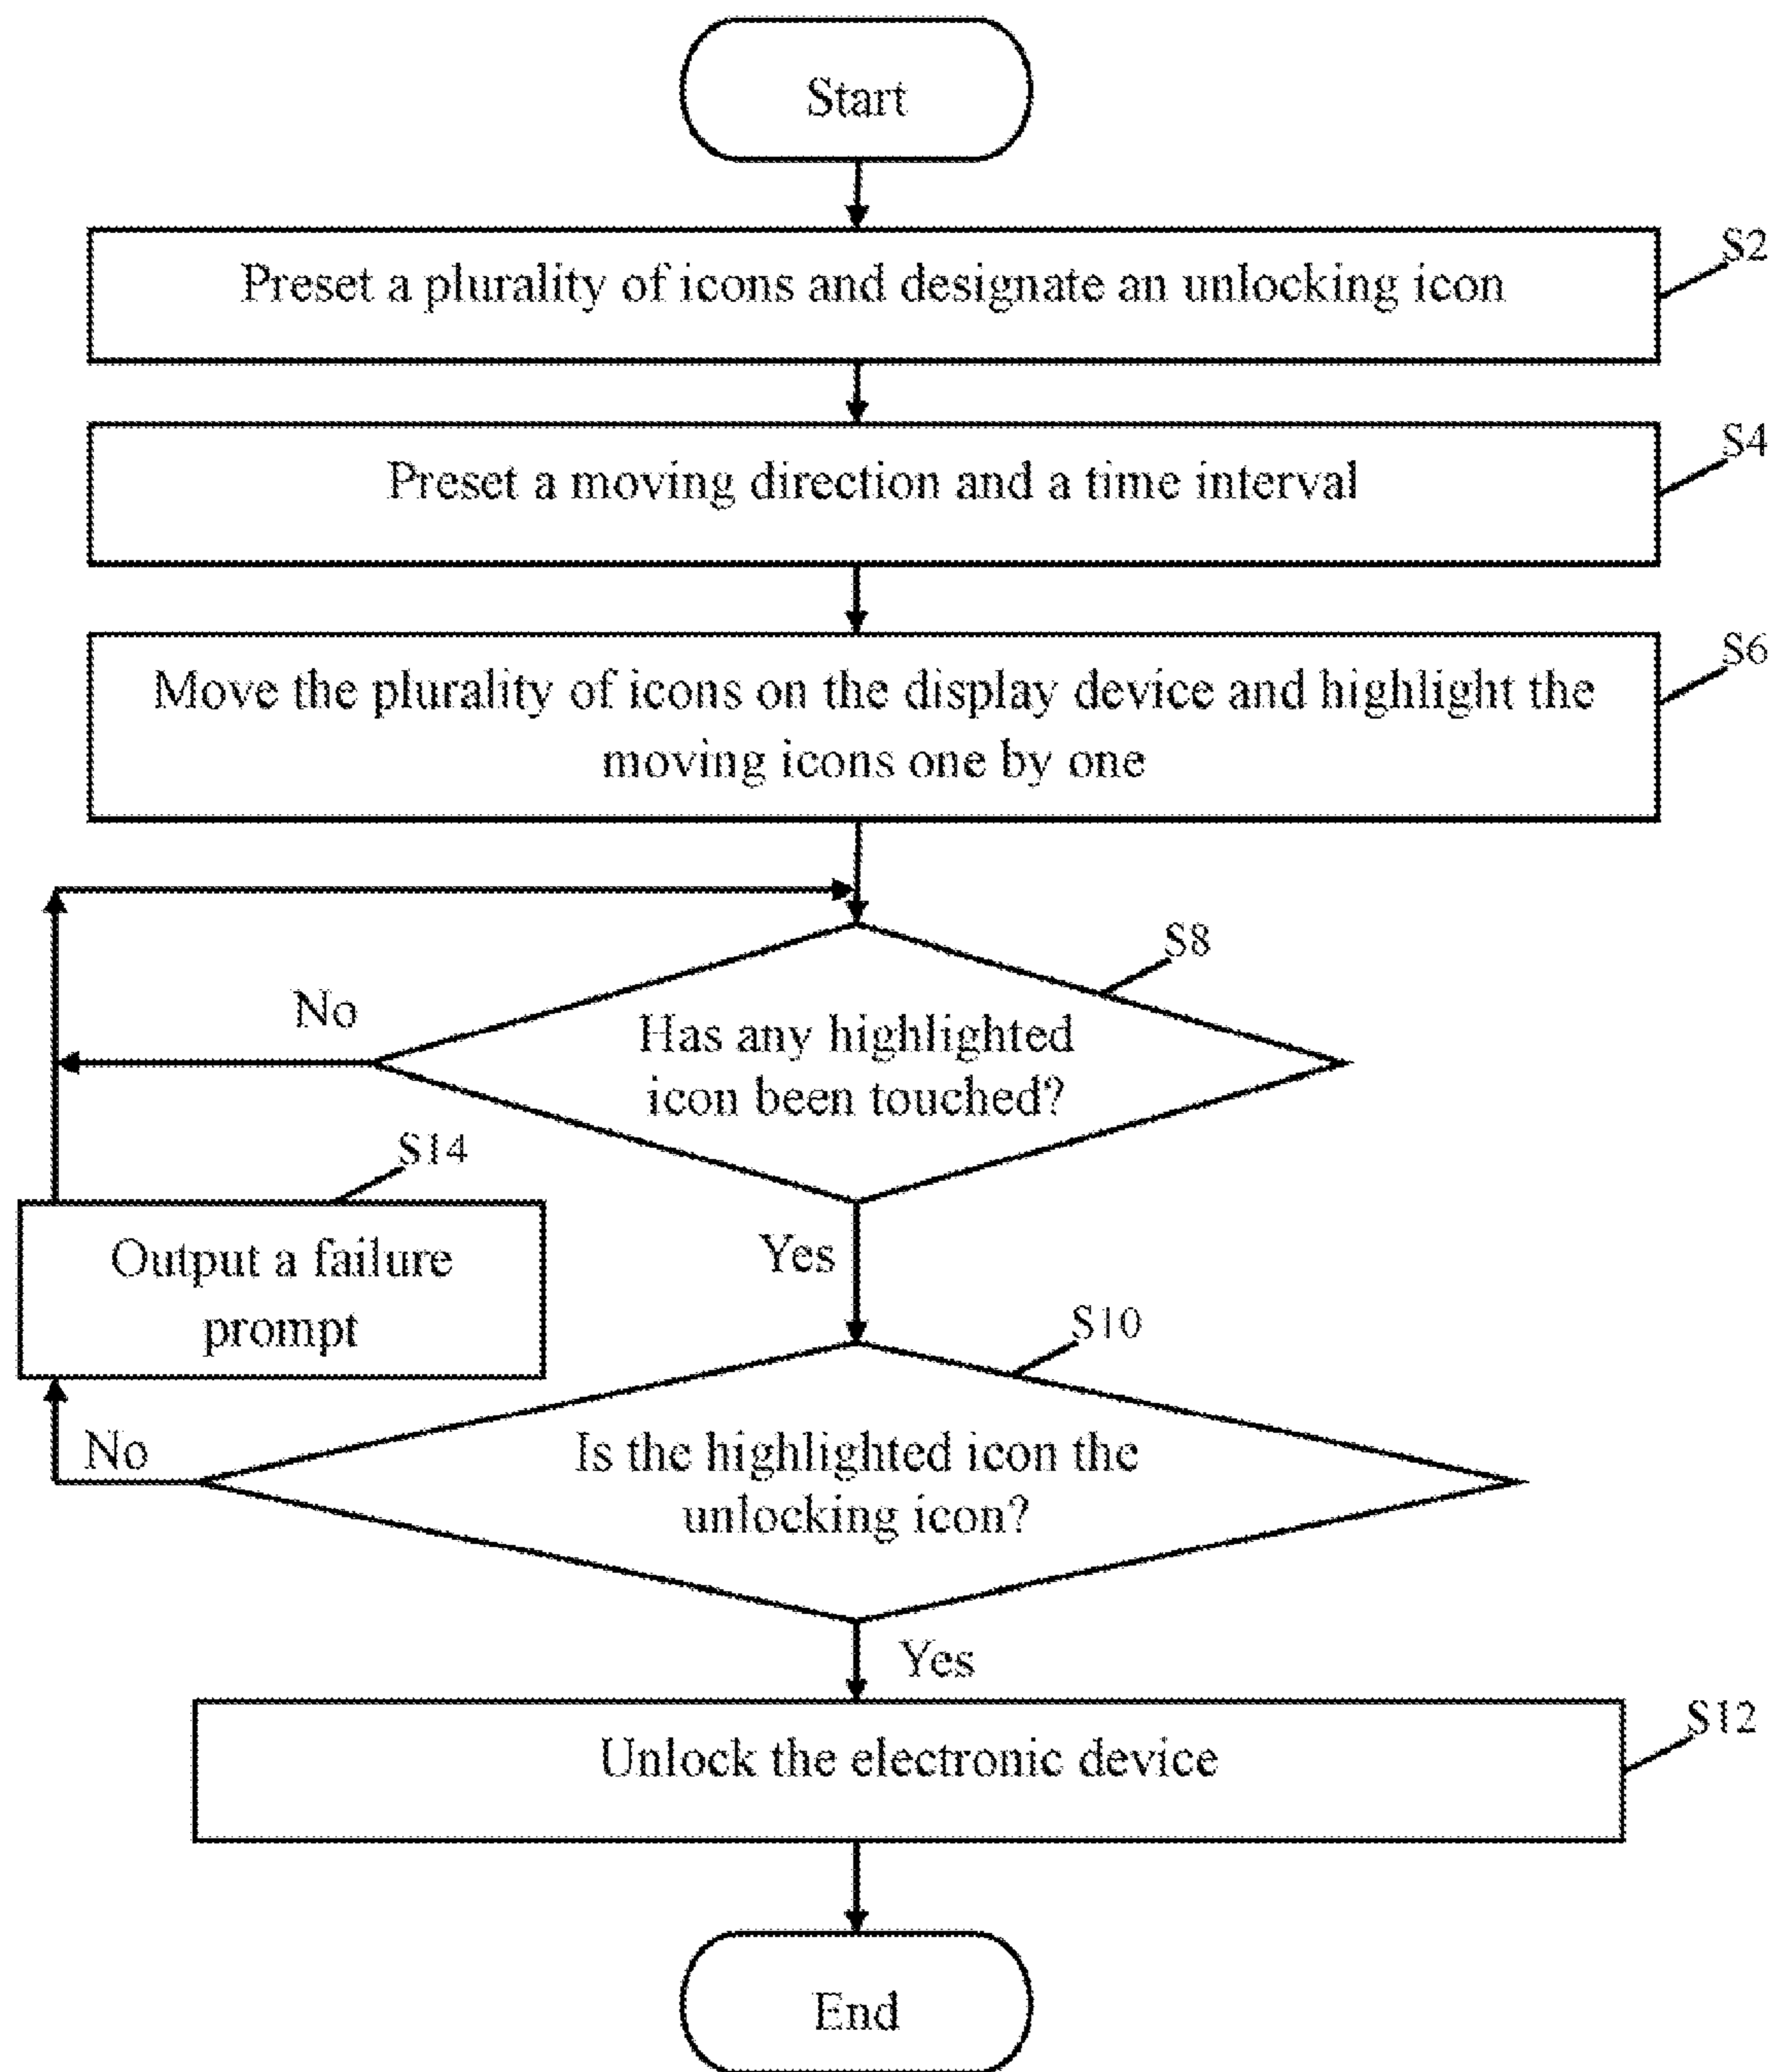 Start
Preset a plurality of icons and designate an unlocking icon
S2
Preset a moving direction and a time interval
S4
Move the plurality of icons on the display device and highlight the
moving icons one by one
S6
S8
No
Has any highlighted
icon been touched?
S14
Output a failure
prompt
Yes
S10
No
Is the highlighted icon the
unlocking icon?
Yes
S12
Unlock the electronic device
End